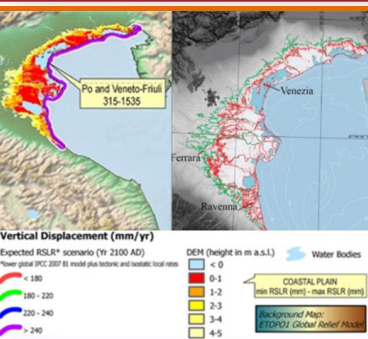 Po and Veneto-Friuli
315-1535
Venezia
Ferrara
Ravenna
Vertical Displacement (mm/yr)
Expected RSLR* scenario (Yr 2100 AD)
*lower global IPCC 2007 B1 model plus tectonic and isostatic local rates
< 180
180 - 220
220 - 240
> 240
DEM (height in m a.s.l.)
< 0
0-1
1-2
2-3
3-4
4-5
Water Bodies
COASTAL PLAIN
min RSLR (mm) - max RSLR (mm)
Background Map:
ETOPO1 Global Relief Model